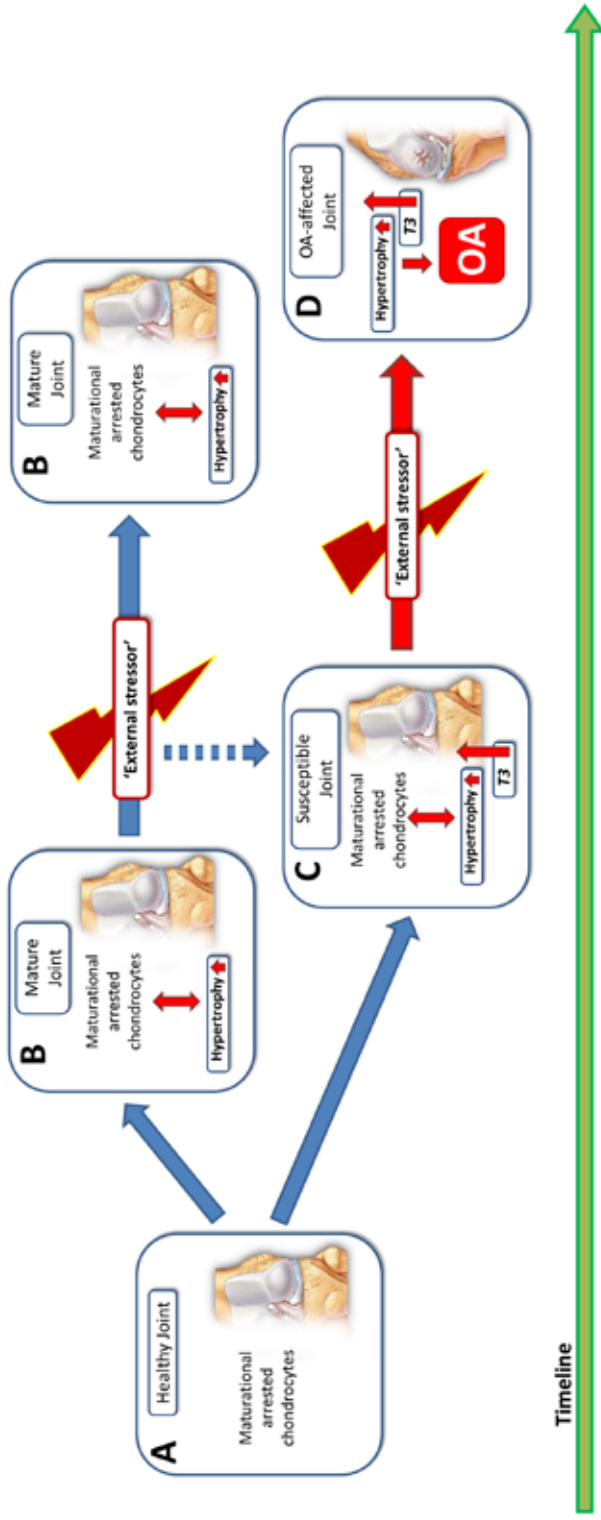 A
Healthy Joint
Maturational
arrested
chondrocytes
B
Mature
Joint
Maturational
arrested
chondrocytes
Hypertrophy
'External stressor'
B
Mature
Joint
Maturational
arrested
chondrocytes
Hypertrophy
C
Susceptible
Joint
Maturational
arrested
chondrocytes
Hypertrophy
T3
'External stressor'
D
OA-affected
Joint
Hypertrophy
T3
OA
Timeline